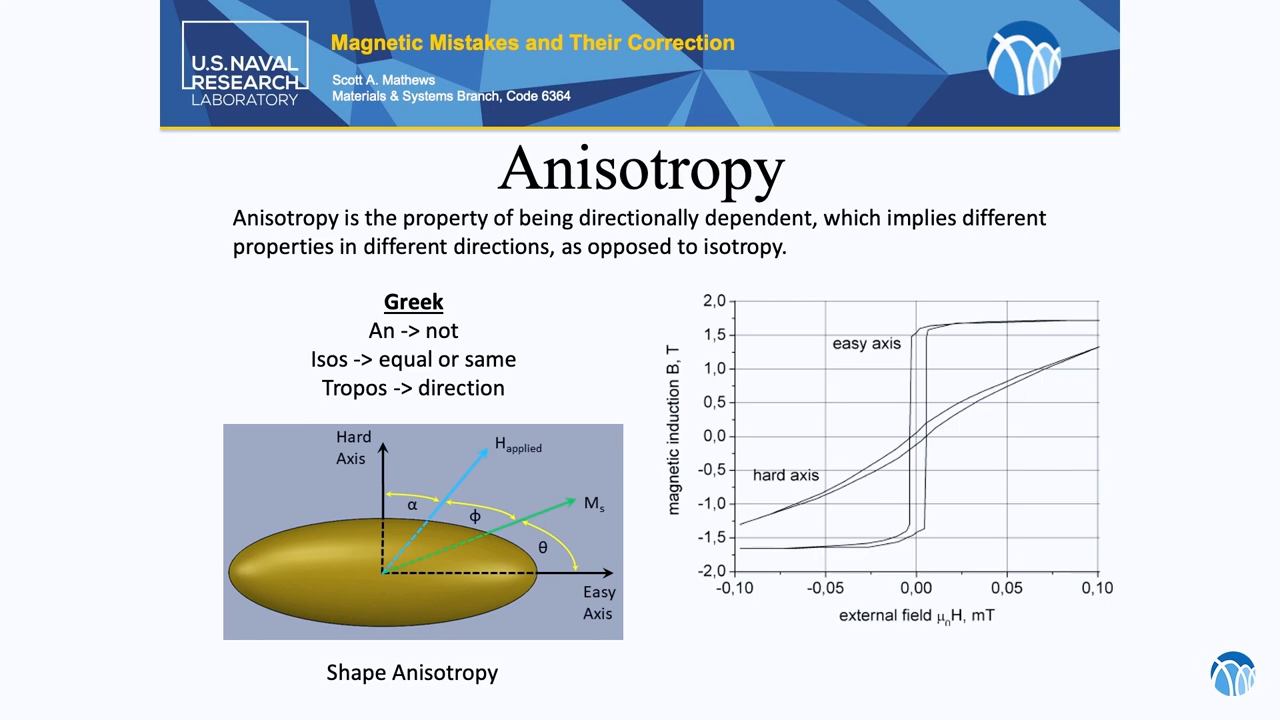 U.S. NAVAL
RESEARCH
LABORATORY
Magnetic Mistakes and Their Correction
Scott A. Mathews
Materials & Systems Branch, Code 6364
Anisotropy
Anisotropy is the property of being directionally dependent, which implies different
properties in different directions, as opposed to isotropy.
Greek
An -> not
Isos -> equal or same
Tropos -> direction
Hard
Axis
Happlied
Ms
α
ϕ
θ
Easy
Axis
Shape Anisotropy
magnetic induction B, T
2,0
1,5
1,0
0,5
0,0
-0,5
-1,0
-1,5
-2,0
easy axis
hard axis
-0,10 -0,05 0,00 0,05 0,10
external field μ0H, mT